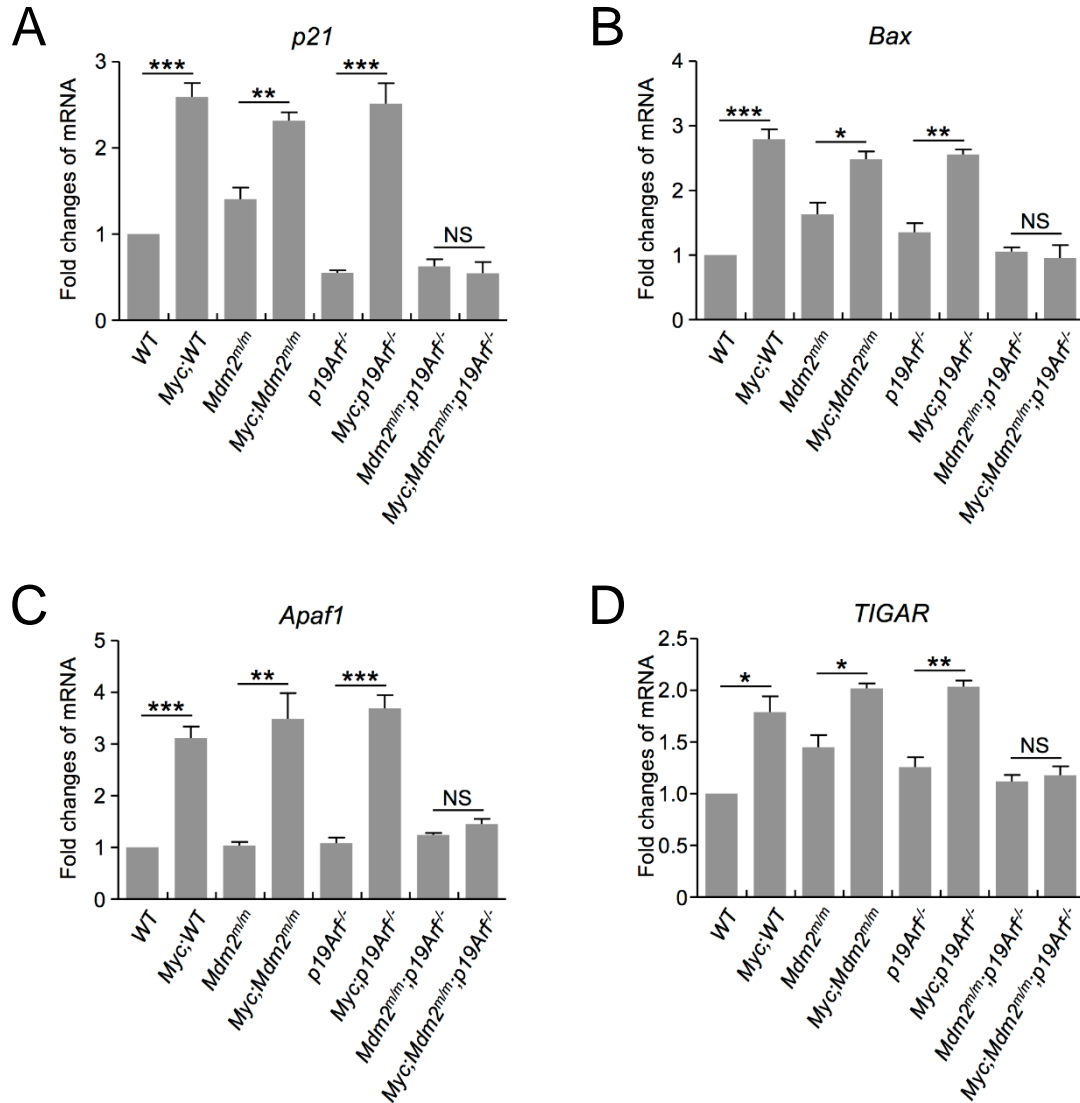 A
p21
Fold changes of mRNA
3
2
1
0
***
**
***
NS
WT
Myc;WT
Mdm2m/m
Myc;Mdm2m/m
p19Arf-/-
Myc;p19Arf-/-
Mdm2m/m;p19Arf-/-
Myc;Mdm2m/m;p19Arf-/-
B
Bax
Fold changes of mRNA
4
3
2
1
0
***
*
**
NS
WT
Myc;WT
Mdm2m/m
Myc;Mdm2m/m
p19Arf-/-
Myc;p19Arf-/-
Mdm2m/m;p19Arf-/-
Myc;Mdm2m/m;p19Arf-/-
C
Apaf1
Fold changes of mRNA
5
4
3
2
1
0
***
**
***
NS
WT
Myc;WT
Mdm2m/m
Myc;Mdm2m/m
p19Arf-/-
Myc;p19Arf-/-
Mdm2m/m;p19Arf-/-
Myc;Mdm2m/m;p19Arf-/-
D
TIGAR
Fold changes of mRNA
2.5
2.0
1.5
1.0
0.5
0
*
*
**
NS
WT
Myc;WT
Mdm2m/m
Myc;Mdm2m/m
p19Arf-/-
Myc;p19Arf-/-
Mdm2m/m;p19Arf-/-
Myc;Mdm2m/m;p19Arf-/-